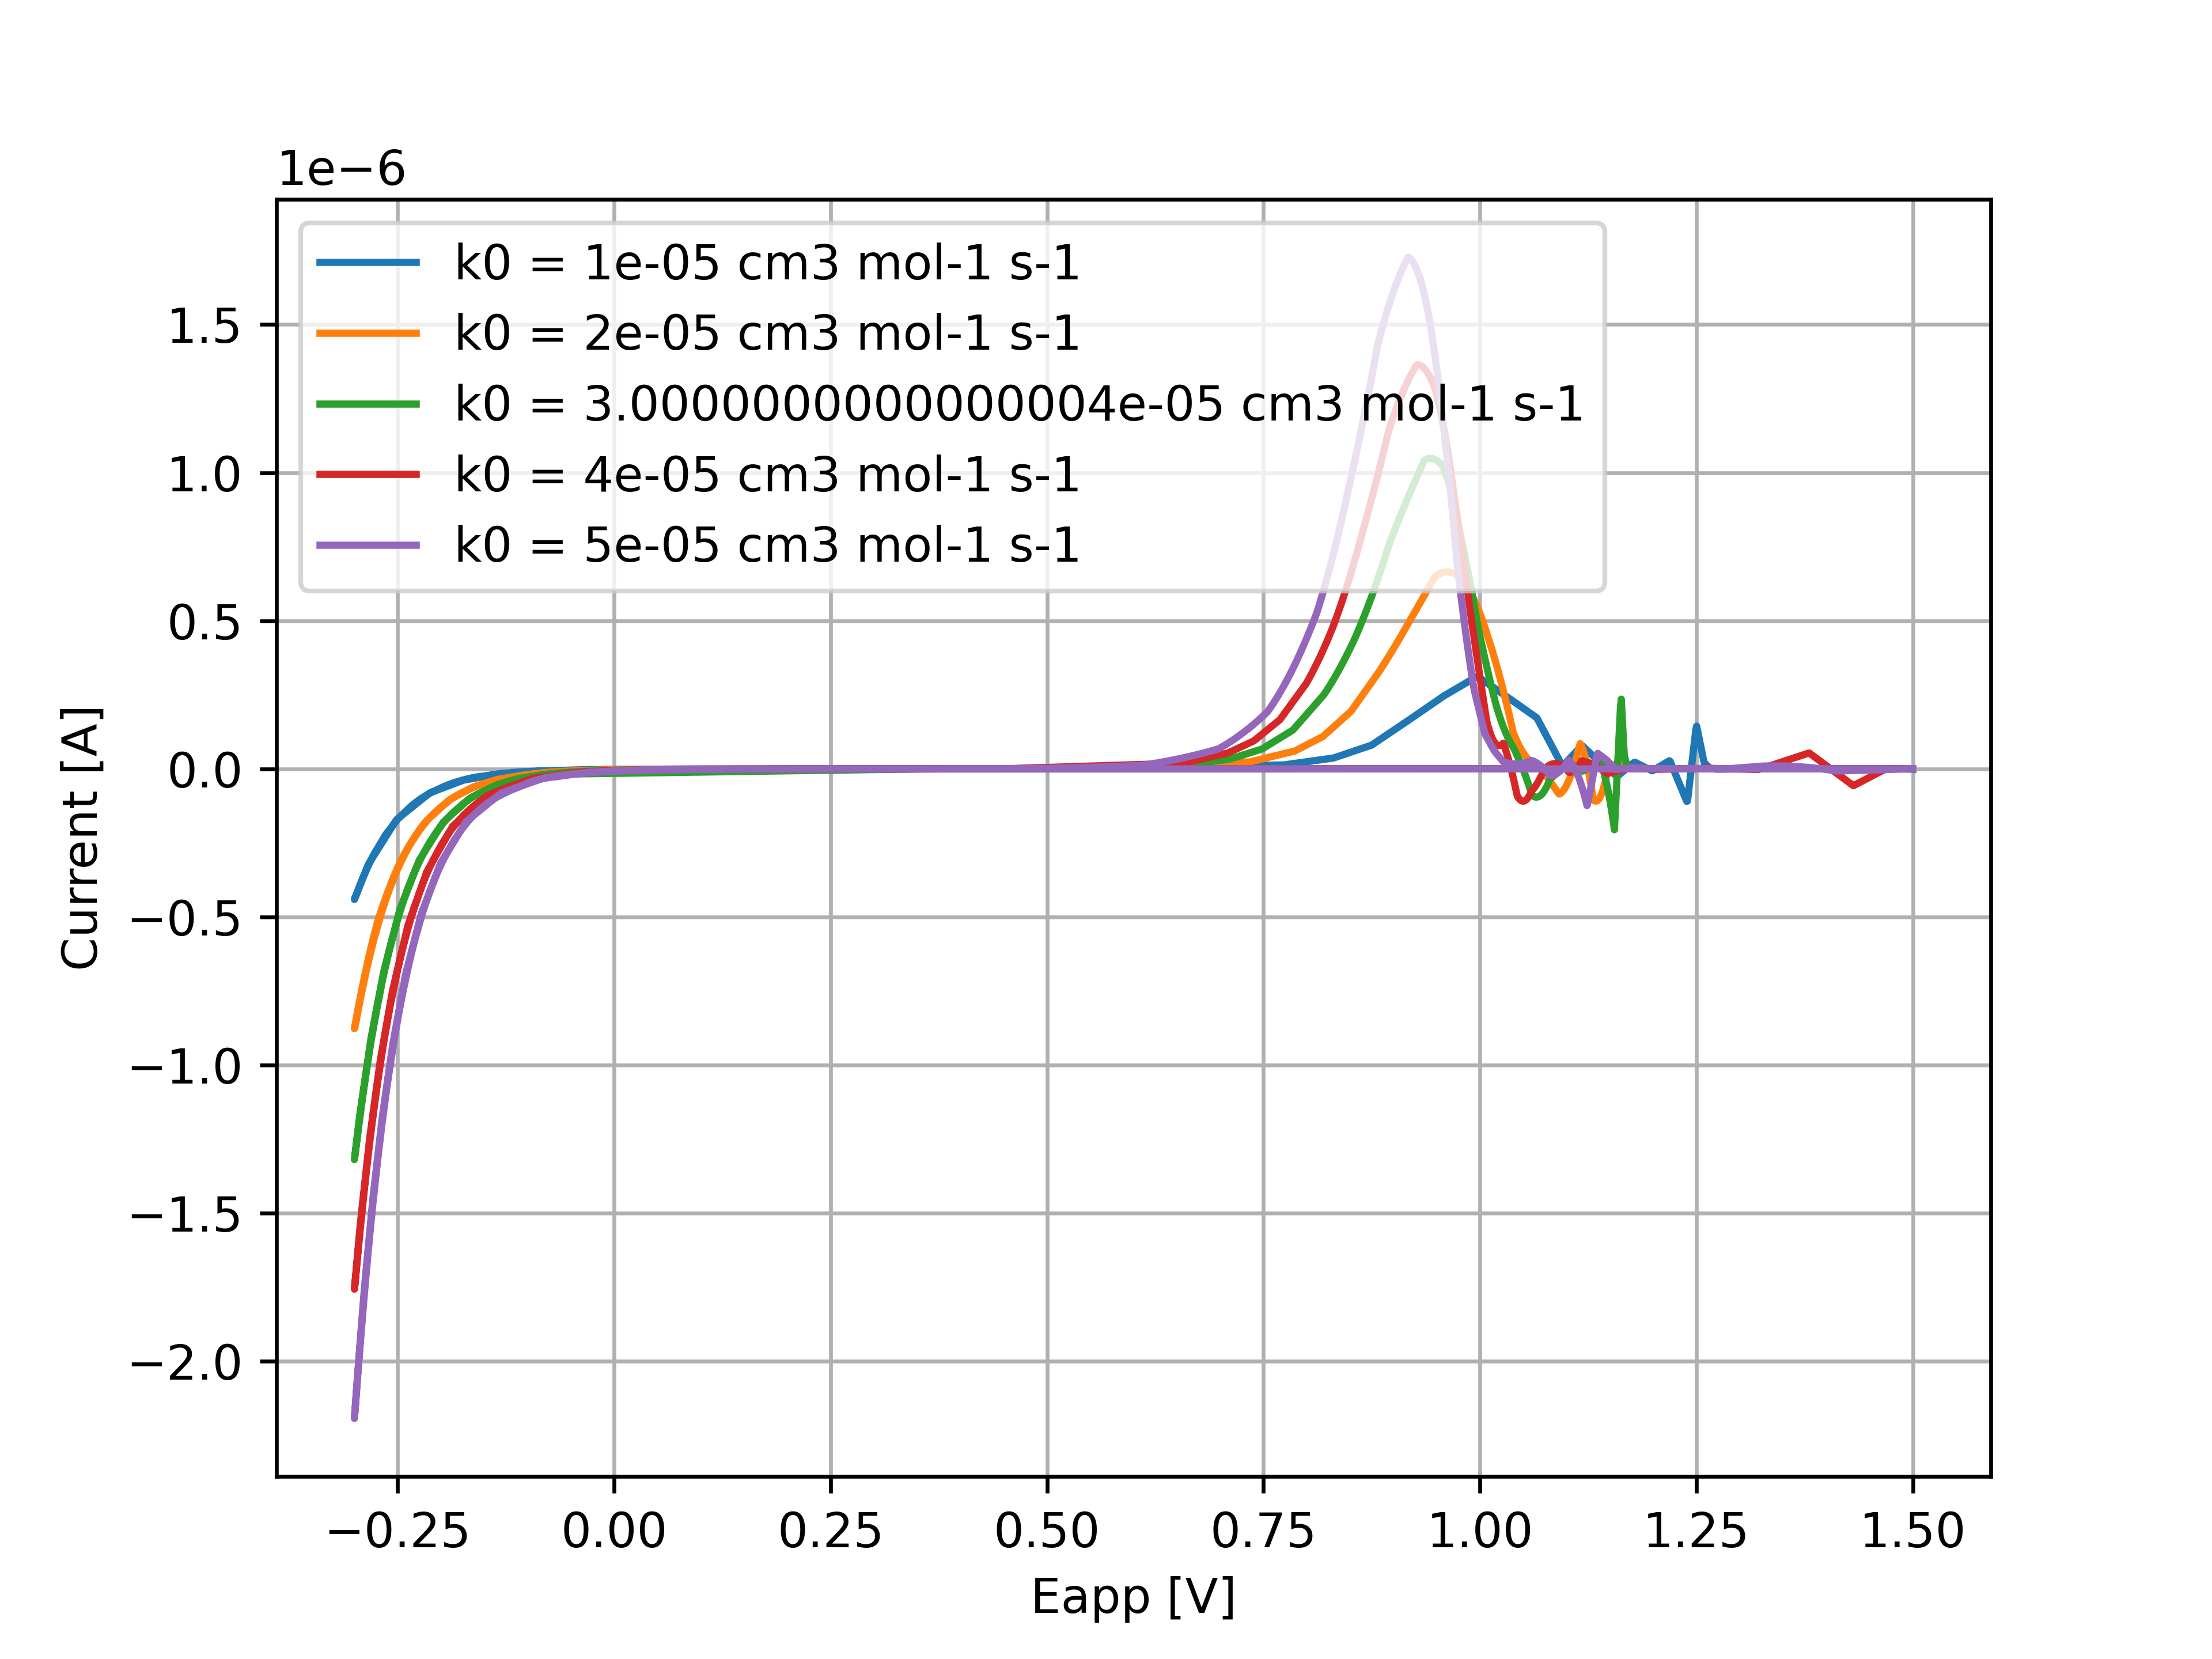 1e−6
k0 = 1e-05 cm3 mol-1 s-1
k0 = 2e-05 cm3 mol-1 s-1
k0 = 3.0000000000000004e-05 cm3 mol-1 s-1
k0 = 4e-05 cm3 mol-1 s-1
k0 = 5e-05 cm3 mol-1 s-1
1.5
1.0
0.5
0.0
−0.5
−1.0
−1.5
−2.0
Current [A]
−0.25 0.00 0.25 0.50 0.75 1.00 1.25 1.50
Eapp [V]